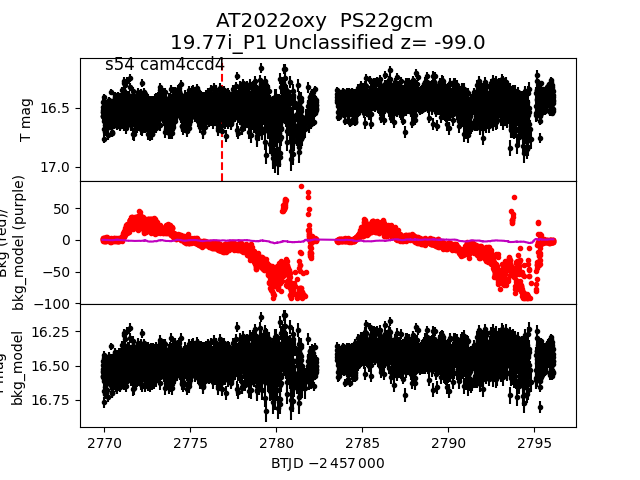 AT2022oxy PS22gcm
19.77i_P1 Unclassified z= -99.0
s54 cam4ccd4
T mag
16.5
17.0
Bkg (red)/
bkg_model (purple)
50
0
−50
−100
bkg_model
16.25
16.50
16.75
2770 2775 2780 2785 2790 2795
BTJD −2 457 000